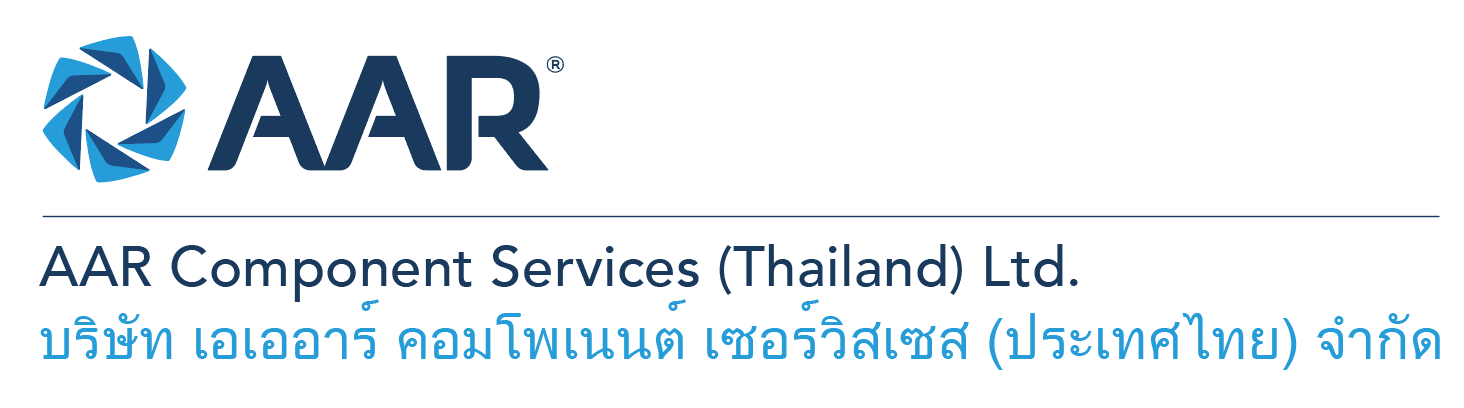 AAR®
AAR Component Services (Thailand) Ltd.
บริษัท เอเออาร์ คอมโพเนนต์ เซอร์วิสเซส (ประเทศไทย) จำกัด